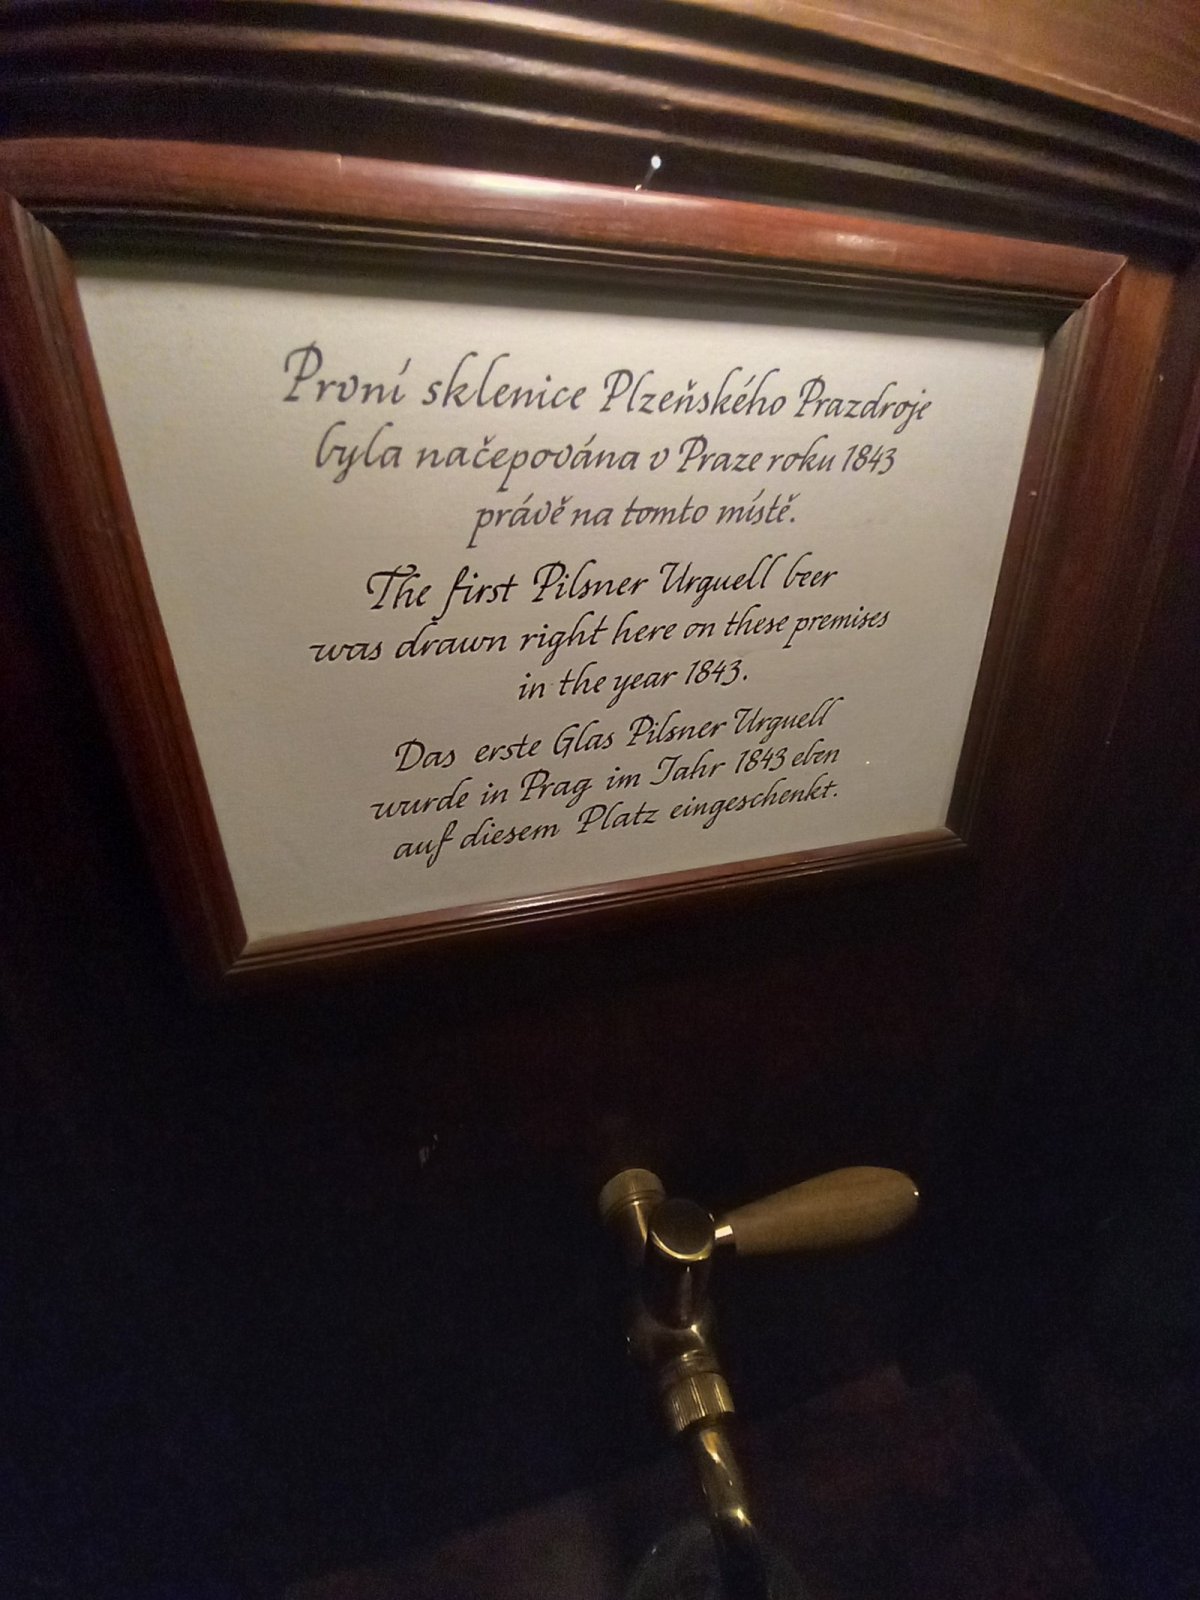 První sklenice Plzeňského Prazdroje
byla načepována v Praze roku 1843
právě na tomto místě.
The first Pilsner Urguell beer
was drawn right here on these premises
in the year 1843.
Das erste Glas Pilsner Urguell
wurde in Prag im Jahr 1843 eben
auf diesem Platz eingeschenkt.